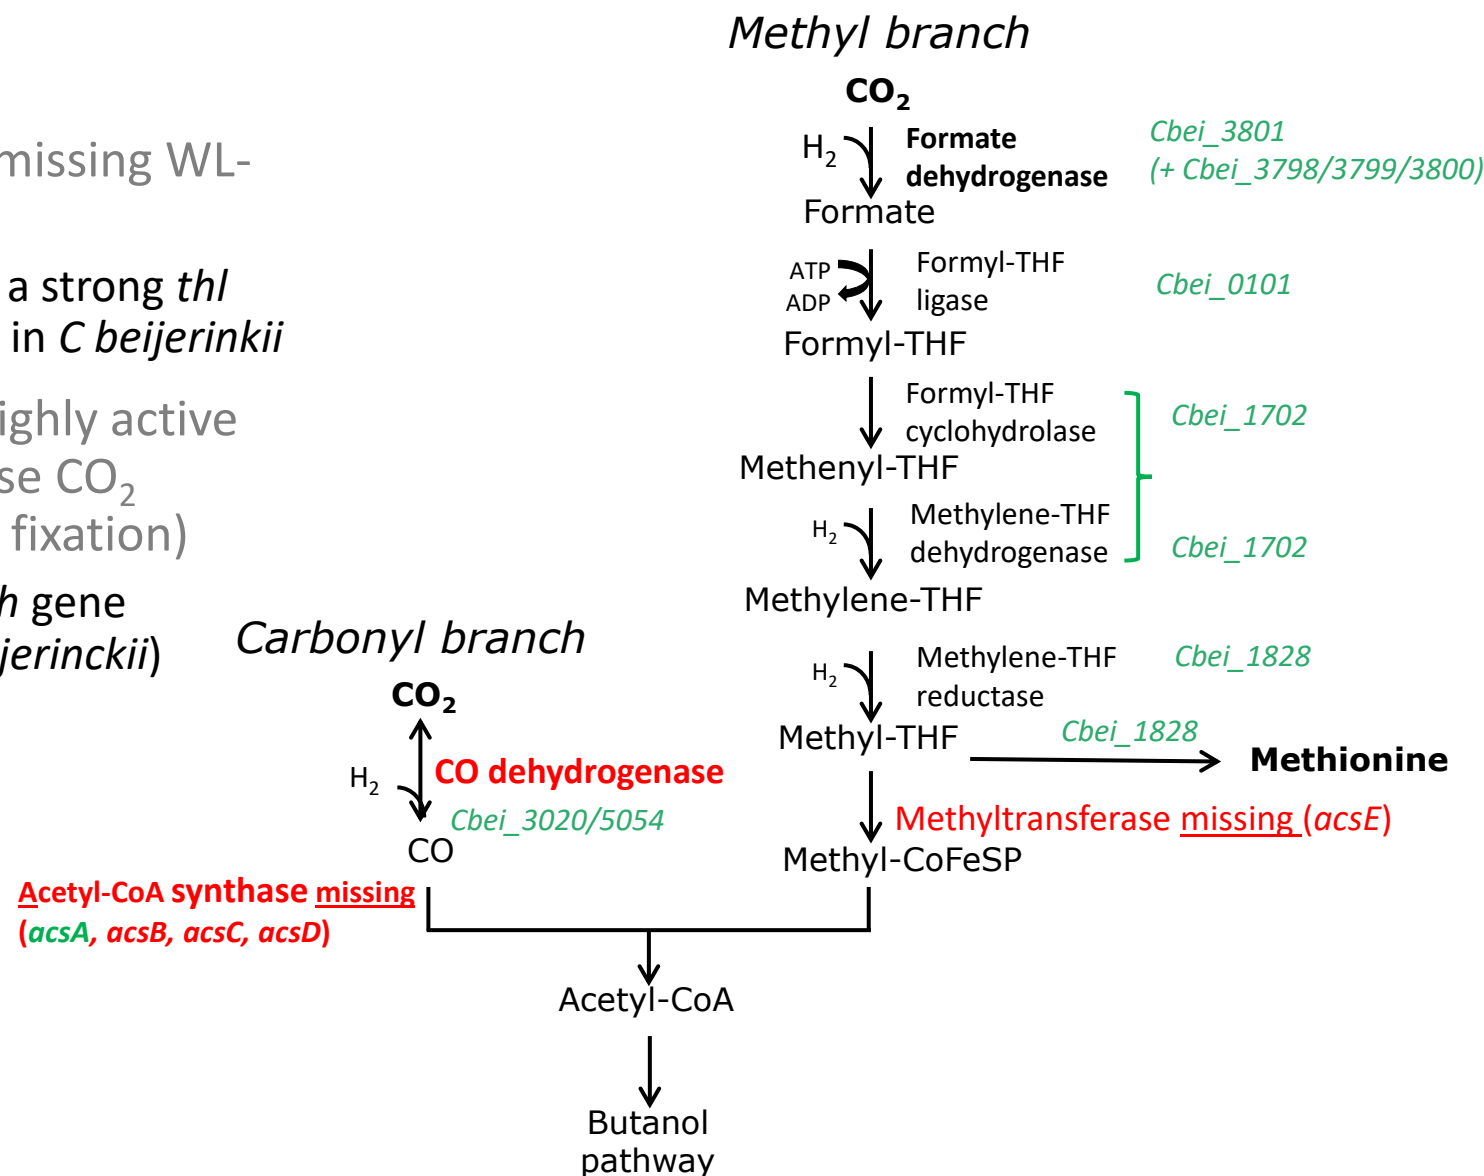 Methyl branch
CO₂
missing WL-
H₂
Formate
dehydrogenase
Cbei_3801
(+ Cbei_3798/3799/3800)
Formate
a strong thl
in C beijerinkii
ATP
ADP
Formyl-THF
ligase
Cbei_0101
Formyl-THF
ighly active
se CO₂
fixation)
Formyl-THF
cyclohydrolase
Cbei_1702
Methenyl-THF
H₂
Methylene-THF
dehydrogenase
Cbei_1702
Methylene-THF
h gene
jerinckii)
Carbonyl branch
CO₂
H₂
CO dehydrogenase
Cbei_3020/5054
CO
H₂
Methylene-THF
reductase
Cbei_1828
Methyl-THF
Cbei_1828
Methionine
Methyltransferase missing (acsE)
Methyl-CoFeSP
Acetyl-CoA synthase missing
(acsA, acsB, acsC, acsD)
Acetyl-CoA
Butanol
pathway